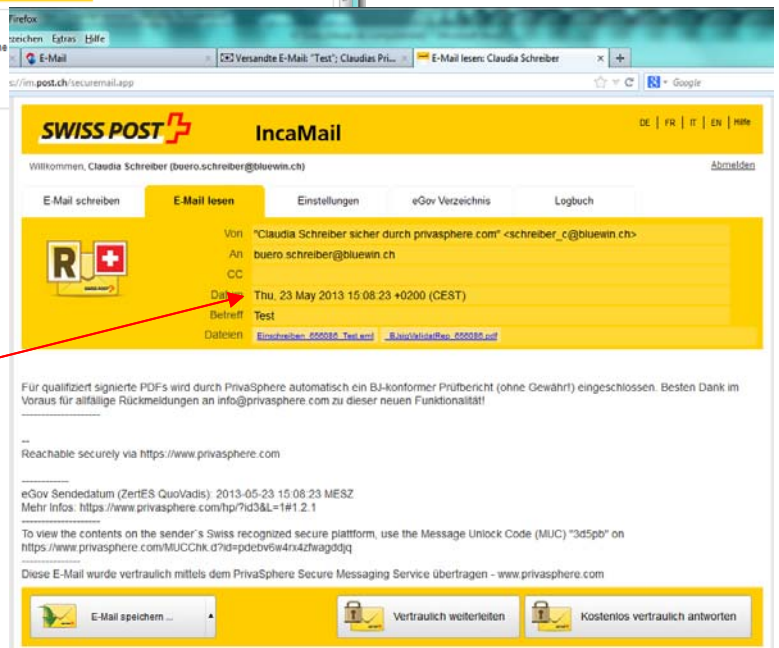 Firefox
zeichen Extras Hilfe
E-Mail
Versandte E-Mail: "Test"; Claudias Pri...
E-Mail lesen: Claudia Schreiber
s://im.post.ch/securemail.app
Google
SWISS POST
IncaMail
DE | FR | IT | EN | Hilfe
Willkommen, Claudia Schreiber (buero.schreiber@bluewin.ch)
Abmelden
E-Mail schreiben
E-Mail lesen
Einstellungen
eGov Verzeichnis
Logbuch
R
Von "Claudia Schreiber sicher durch privasphere.com" <schreiber_c@bluewin.ch>
An buero.schreiber@bluewin.ch
CC
Datum Thu, 23 May 2013 15:08:23 +0200 (CEST)
Betreff Test
Dateien Einschreiben_656086_Test.eml _BJsigValidatRep_656086.pdf
Für qualifiziert signierte PDFs wird durch PrivaSphere automatisch ein BJ-konformer Prüfbericht (ohne Gewähr!) eingeschlossen. Besten Dank im
Voraus für allfällige Rückmeldungen an info@privasphere.com zu dieser neuen Funktionalität!
--------------------
--
Reachable securely via https://www.privasphere.com
------------
eGov Sendedatum (ZertES QuoVadis): 2013-05-23 15:08:23 MESZ
Mehr Infos: https://www.privasphere.com/hp/?id3&L=1#1.2.1
--------------------
To view the contents on the sender´s Swiss recognized secure plattform, use the Message Unlock Code (MUC) "3d5pb" on
https://www.privasphere.com/MUCChk.d?id=pdebv6w4rx4zfwagddjq
---------------
Diese E-Mail wurde vertraulich mittels dem PrivaSphere Secure Messaging Service übertragen - www.privasphere.com
E-Mail speichern ...
Vertraulich weiterleiten
Kostenlos vertraulich antworten